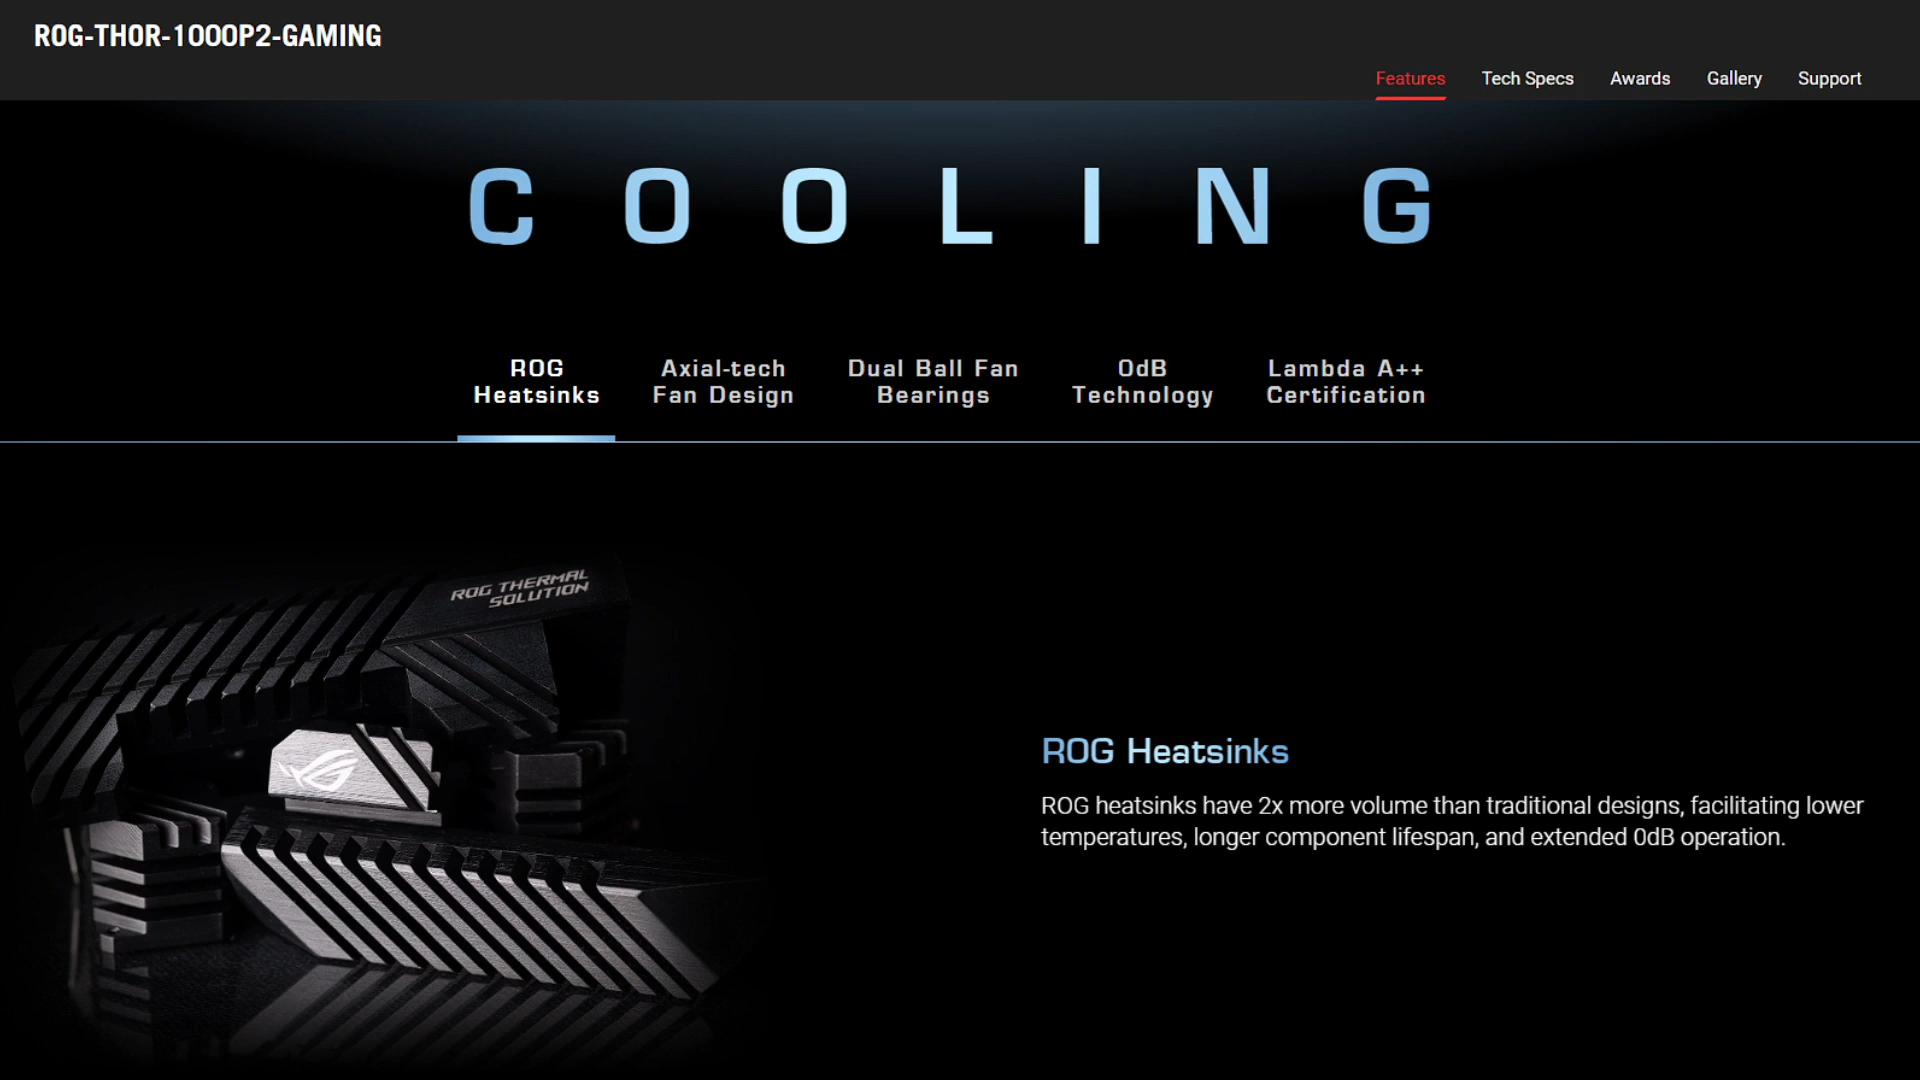 ROG-THOR-1000P2-GAMING
Features Tech Specs Awards Gallery Support
COOLING
ROG
Heatsinks
Axial-tech
Fan Design
Dual Ball Fan
Bearings
0dB
Technology
Lambda A++
Certification
ROG THERMAL
SOLUTION
ROG Heatsinks
ROG heatsinks have 2x more volume than traditional designs, facilitating lower
temperatures, longer component lifespan, and extended 0dB operation.